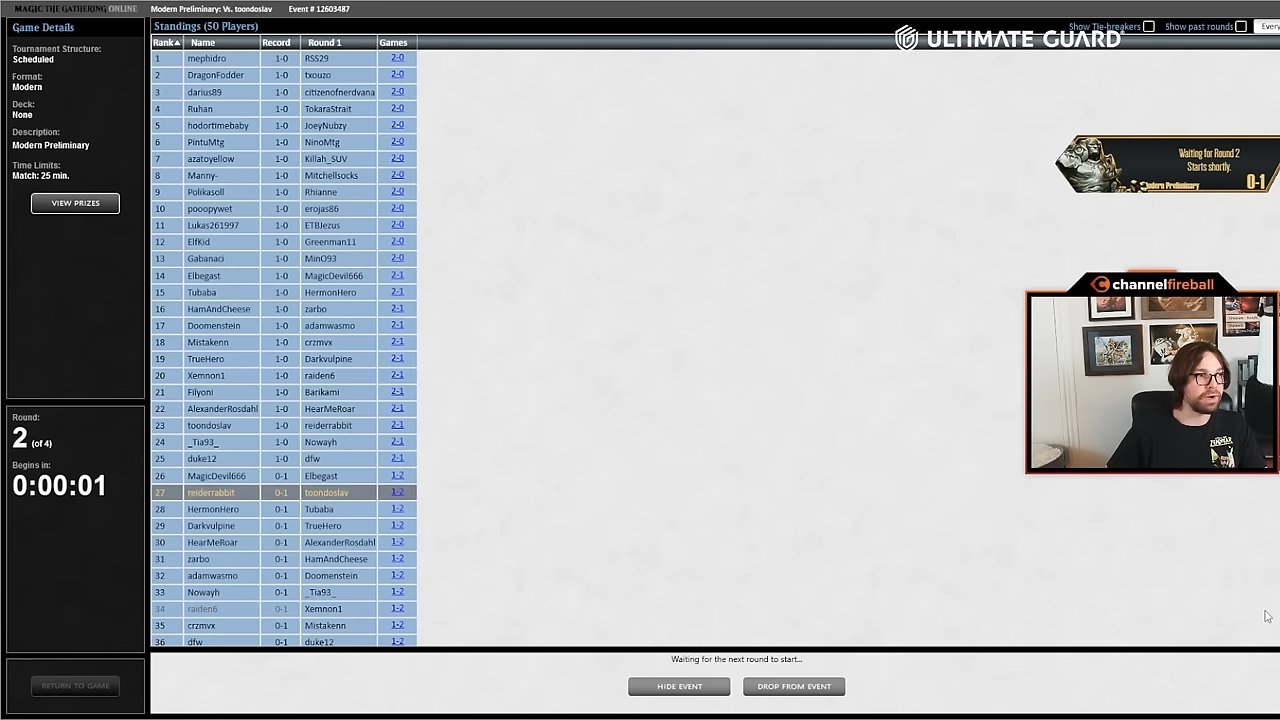 MAGIC THE GATHERING ONLINE
Modern Preliminary: Vs. toondoslav
Event # 12603487
Game Details
Tournament Structure:
Scheduled
Format:
Modern
Deck:
None
Description:
Modern Preliminary
Time Limits:
Match: 25 min.
VIEW PRIZES
Round:
2 (of 4)
Begins in:
0:00:01
RETURN TO GAME
Standings (50 Players)
Show Tie-breakers
Show past rounds
Every
ULTIMATE GUARD
Rank Name Record Round 1 Games
1 mephidro 1-0 RSS29 2-0
2 DragonFodder 1-0 txouzo 2-0
3 darius89 1-0 citizenofnerdvana 2-0
4 Ruhan 1-0 TokaraStrait 2-0
5 hodortimebaby 1-0 JoeyNubzy 2-0
6 PintuMtg 1-0 NinoMtg 2-0
7 azatoyellow 1-0 Killah_SUV 2-0
8 Manny- 1-0 Mitchellsocks 2-0
9 Polikasoll 1-0 Rhianne 2-0
10 pooopywet 1-0 erojas86 2-0
11 Lukas261997 1-0 ETBJezus 2-0
12 ElfKid 1-0 Greenman11 2-0
13 Gabanaci 1-0 MinO93 2-0
14 Elbegast 1-0 MagicDevil666 2-1
15 Tubaba 1-0 HermonHero 2-1
16 HamAndCheese 1-0 zarbo 2-1
17 Doomenstein 1-0 adamwasmo 2-1
18 Mistakenn 1-0 crzmvx 2-1
19 TrueHero 1-0 Darkvulpine 2-1
20 Xemnon1 1-0 raiden6 2-1
21 Filyoni 1-0 Barikami 2-1
22 AlexanderRosdahl 1-0 HearMeRoar 2-1
23 toondoslav 1-0 reiderrabbit 2-1
24 _Tia93_ 1-0 Nowayh 2-1
25 duke12 1-0 dfw 2-1
26 MagicDevil666 0-1 Elbegast 1-2
27 reiderrabbit 0-1 toondoslav 1-2
28 HermonHero 0-1 Tubaba 1-2
29 Darkvulpine 0-1 TrueHero 1-2
30 HearMeRoar 0-1 AlexanderRosdahl 1-2
31 zarbo 0-1 HamAndCheese 1-2
32 adamwasmo 0-1 Doomenstein 1-2
33 Nowayh 0-1 _Tia93_ 1-2
34 raiden6 0-1 Xemnon1 1-2
35 crzmvx 0-1 Mistakenn 1-2
36 dfw 0-1 duke12 1-2
Waiting for Round 2
Starts shortly.
Modern Preliminary
0-1
channelfireball
Waiting for the next round to start...
HIDE EVENT
DROP FROM EVENT